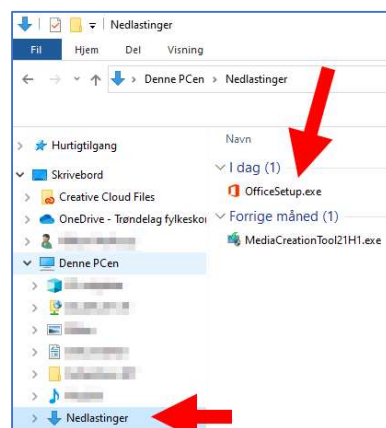 Nedlastinger
Fil Hjem Del Visning
Denne PCen > Nedlastinger
Navn
Hurtigtilgang
I dag (1)
Skrivebord
OfficeSetup.exe
Creative Cloud Files
Forrige måned (1)
OneDrive - Trøndelag fylkesko
MediaCreationTool21H1.exe
Denne PCen
Nedlastinger